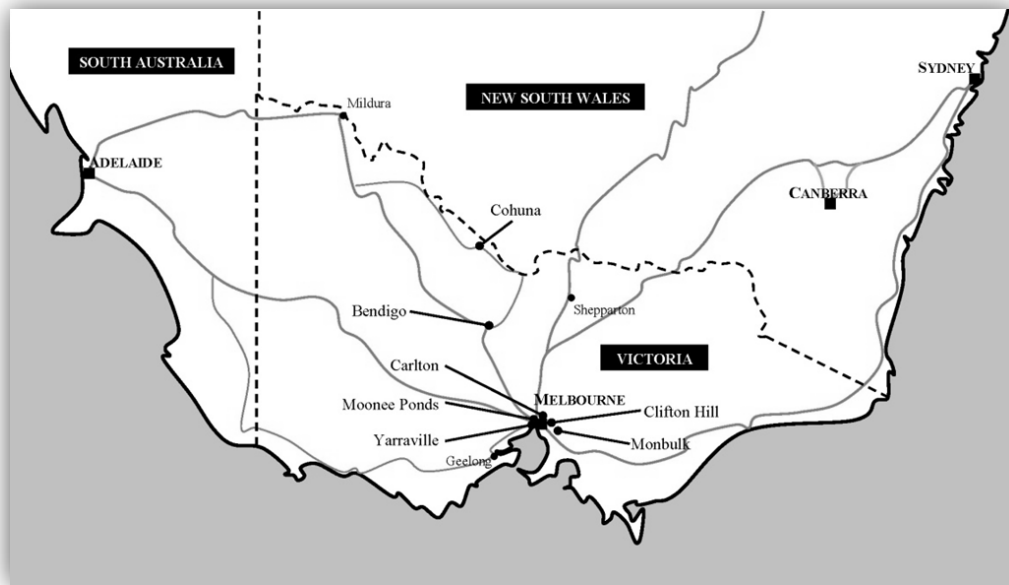 SOUTH AUSTRALIA
SYDNEY
NEW SOUTH WALES
Mildura
ADELAIDE
CANBERRA
Cohuna
Bendigo
Shepparton
VICTORIA
Carlton
MELBOURNE
Moonee Ponds
Clifton Hill
Yarraville
Monbulk
Geelong